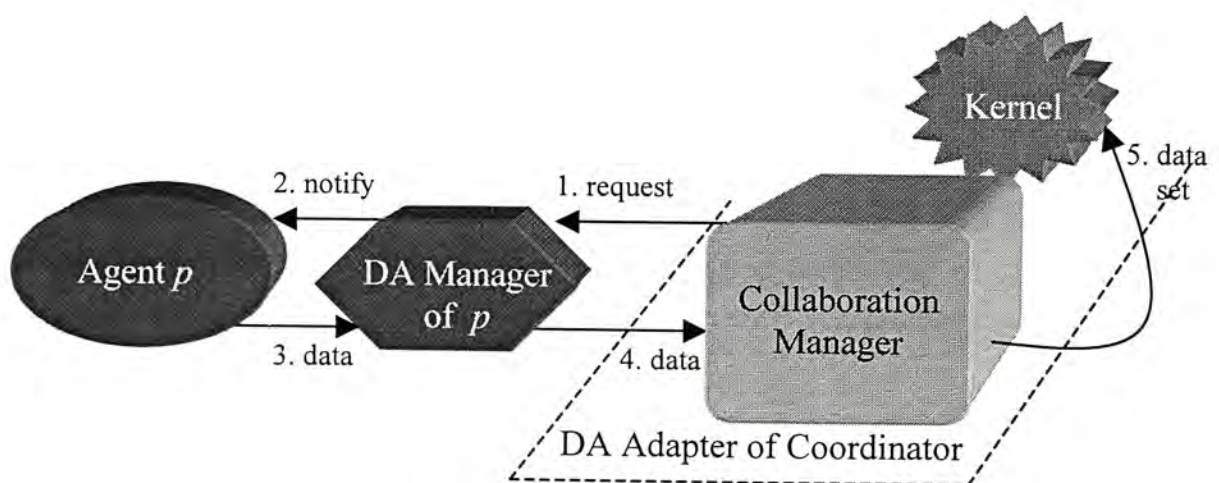 Kernel
5. data
set
2. notify
1. request
Agent p
DA Manager
of p
Collaboration
Manager
3. data
4. data
DA Adapter of Coordinator